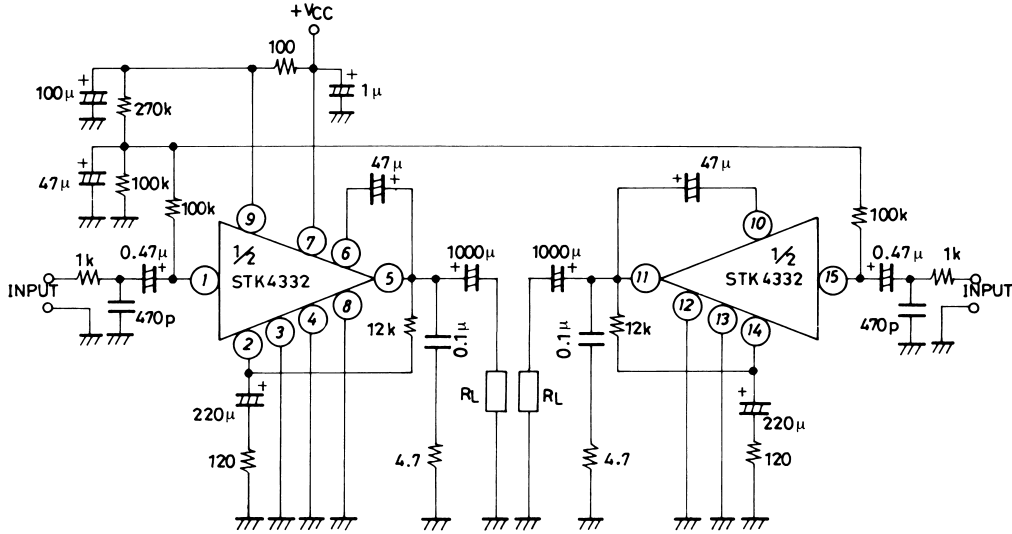 +VCC
100
100μ
+
270k
+
1μ
47μ
+
100k
100k
47μ
+
47μ
+
100k
9
7
6
10
1k
0.47μ
+
1
1/2
STK4332
5
1000μ
+
1000μ
+
11
1/2
STK4332
15
0.47μ
+
1k
INPUT
470p
2
3
4
8
12k
0.1μ
0.1μ
12k
12
13
14
470p
INPUT
+
220μ
RL
RL
+
220μ
120
4.7
4.7
120